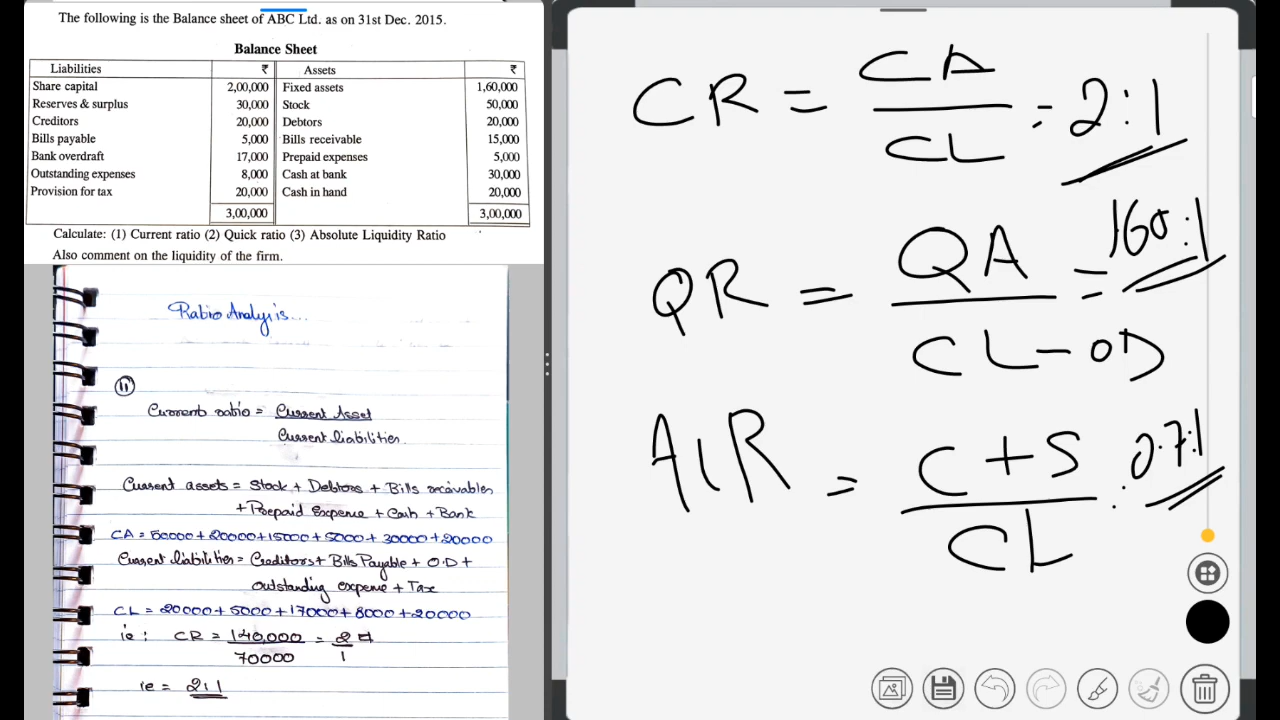 The following is the Balance sheet of ABC Ltd. as on 31st Dec. 2015.
Balance Sheet
Liabilities ₹ Assets ₹
Share capital 2,00,000 Fixed assets 1,60,000
Reserves & surplus 30,000 Stock 50,000
Creditors 20,000 Debtors 20,000
Bills payable 5,000 Bills receivable 15,000
Bank overdraft 17,000 Prepaid expenses 5,000
Outstanding expenses 8,000 Cash at bank 30,000
Provision for tax 20,000 Cash in hand 20,000
3,00,000 3,00,000
Calculate: (1) Current ratio (2) Quick ratio (3) Absolute Liquidity Ratio
Also comment on the liquidity of the firm.
Ratio Analysis...
Current ratio = Current Asset
Current liabilities
Current assets = Stock + Debtors + Bills receivables
+ Prepaid Expense + Cash + Bank
CA = 50000 + 20000 + 15000 + 5000 + 30000 + 20000
Current liabilities = Creditors + Bills Payable + O.D +
outstanding expense + Tax
CL = 20000 + 5000 + 17000 + 8000 + 20000
ie : CR = 140,000 = 2
70000 1
ie = 2:1
CR = CA = 2:1
CL
QR = QA = 1.60:1
CL - OD
ALR = C + S 0.7:1
CL